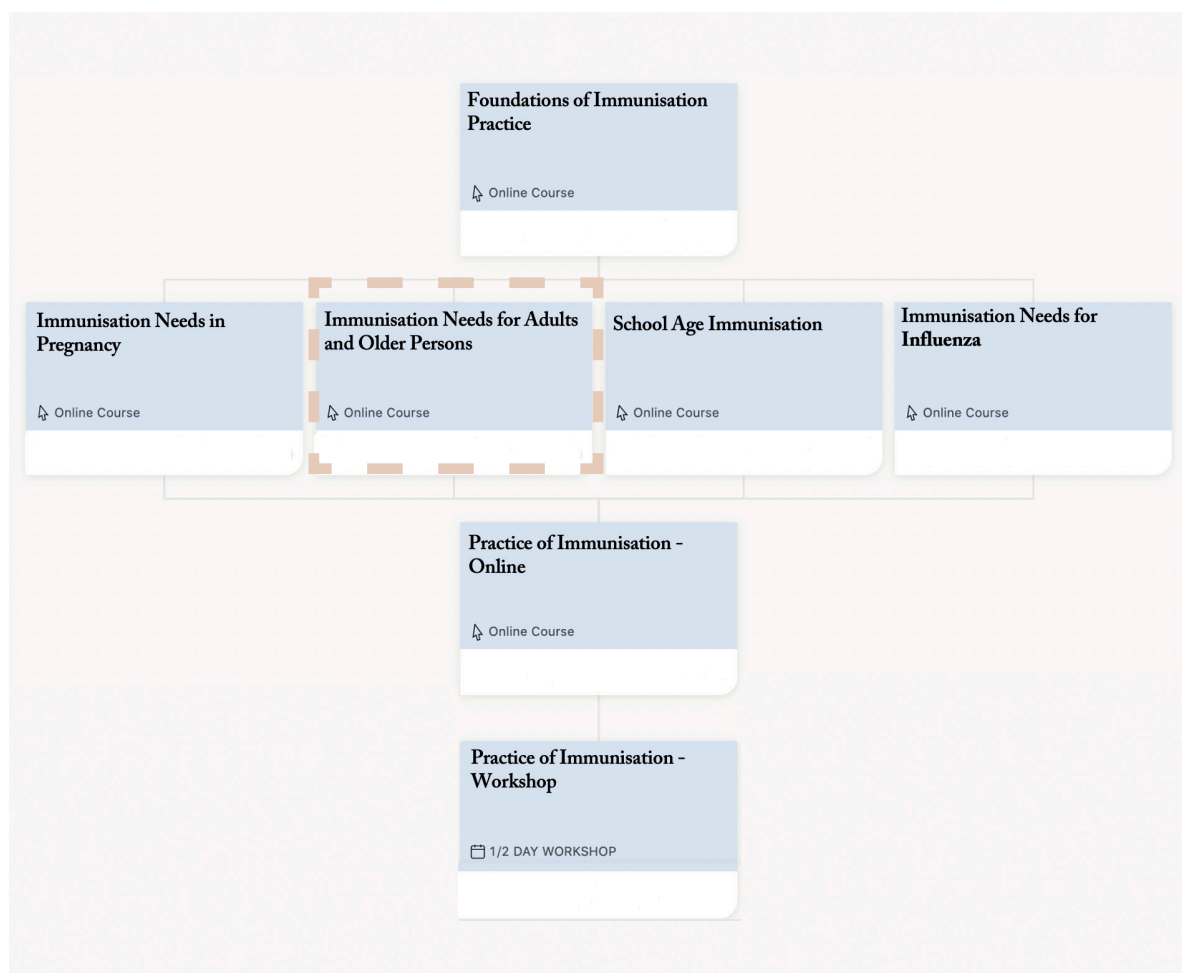 Foundations of Immunisation
Practice
Online Course
Immunisation Needs in
Pregnancy
Online Course
Immunisation Needs for Adults
and Older Persons
Online Course
School Age Immunisation
Online Course
Immunisation Needs for
Influenza
Online Course
Practice of Immunisation -
Online
Online Course
Practice of Immunisation -
Workshop
1/2 DAY WORKSHOP